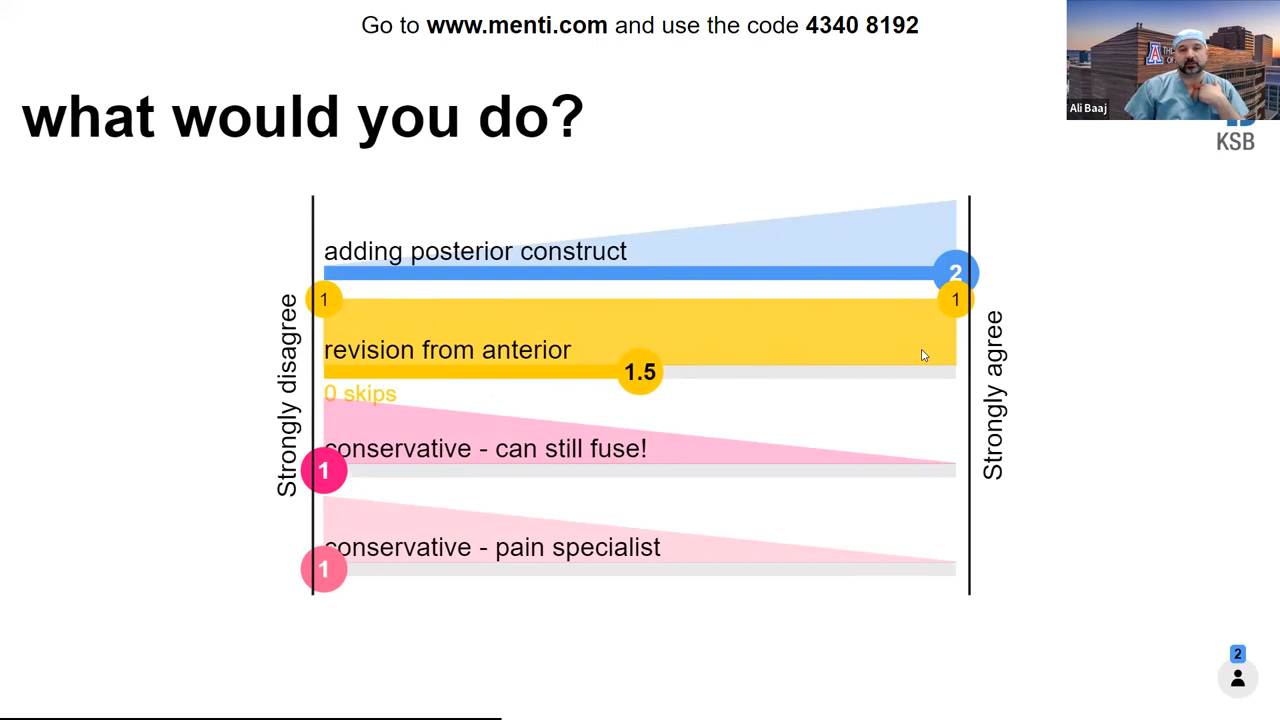 Go to www.menti.com and use the code 4340 8192
Ali Baaj
KSB
what would you do?
Strongly disagree
Strongly agree
adding posterior construct
2
1
1
revision from anterior
1.5
0 skips
conservative - can still fuse!
1
conservative - pain specialist
1
2